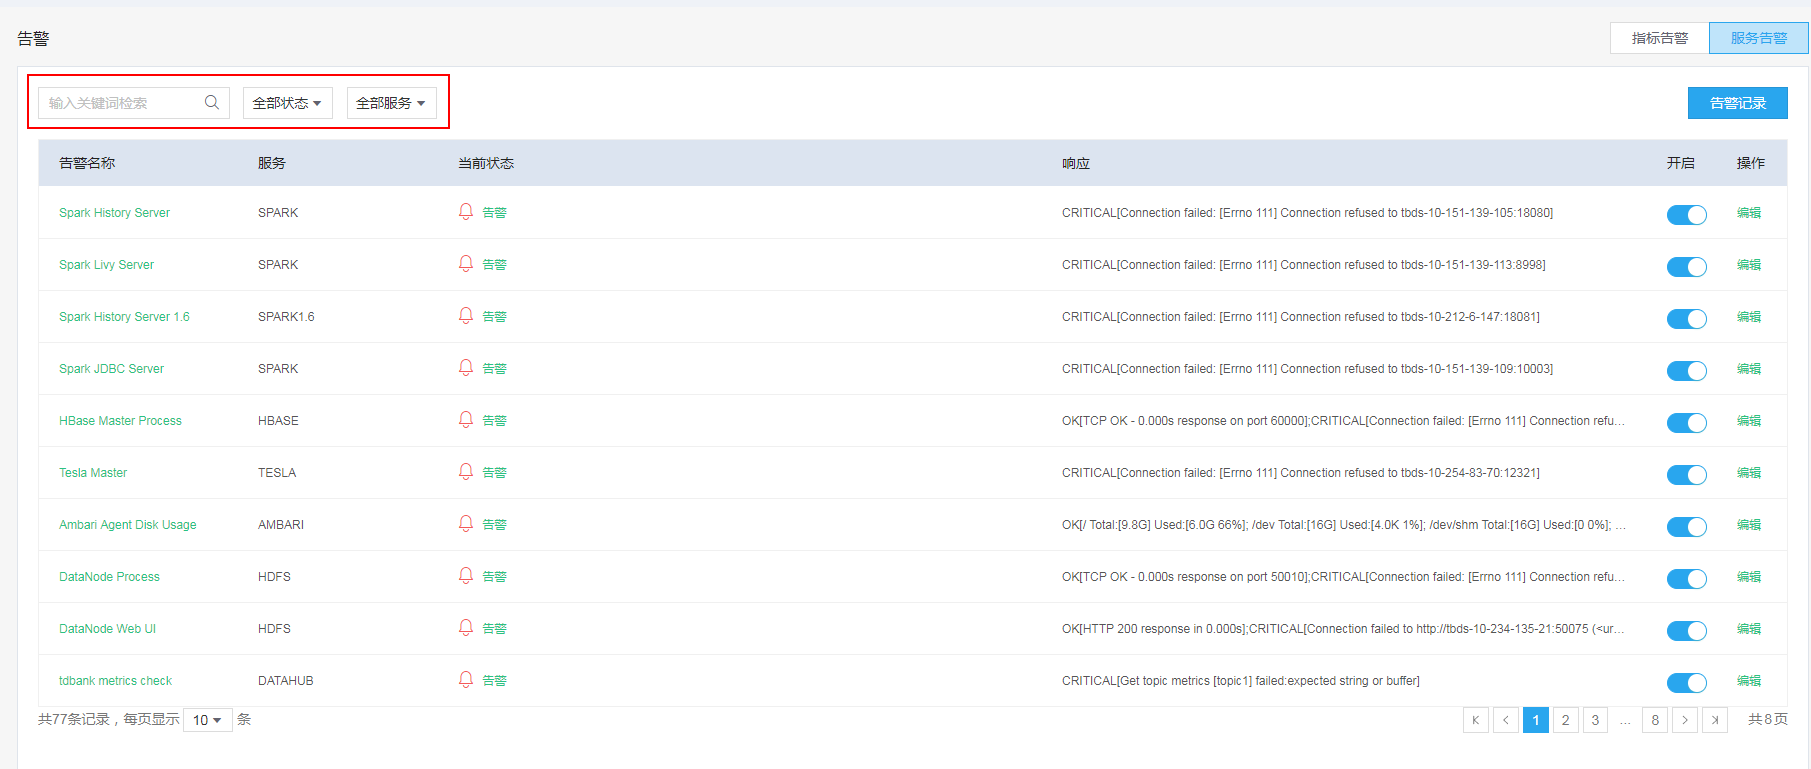 告警
指标告警 服务告警
输入关键词检索 全部状态 全部服务 告警记录
告警名称 服务 当前状态 响应 开启 操作
Spark History Server SPARK 告警 CRITICAL[Connection failed: [Errno 111] Connection refused to tbds-10-151-139-105:18080] 编辑
Spark Livy Server SPARK 告警 CRITICAL[Connection failed: [Errno 111] Connection refused to tbds-10-151-139-113:8998] 编辑
Spark History Server 1.6 SPARK1.6 告警 CRITICAL[Connection failed: [Errno 111] Connection refused to tbds-10-212-6-147:18081] 编辑
Spark JDBC Server SPARK 告警 CRITICAL[Connection failed: [Errno 111] Connection refused to tbds-10-151-139-109:10003] 编辑
HBase Master Process HBASE 告警 OK[TCP OK - 0.000s response on port 60000];CRITICAL[Connection failed: [Errno 111] Connection refu... 编辑
Tesla Master TESLA 告警 CRITICAL[Connection failed: [Errno 111] Connection refused to tbds-10-254-83-70:12321] 编辑
Ambari Agent Disk Usage AMBARI 告警 OK[/ Total:[9.8G] Used:[6.0G 66%]; /dev Total:[16G] Used:[4.0K 1%]; /dev/shm Total:[16G] Used:[0 0%]; ... 编辑
DataNode Process HDFS 告警 OK[TCP OK - 0.000s response on port 50010];CRITICAL[Connection failed: [Errno 111] Connection refu... 编辑
DataNode Web UI HDFS 告警 OK[HTTP 200 response in 0.000s];CRITICAL[Connection failed to http://tbds-10-234-135-21:50075 (<ur... 编辑
tdbank metrics check DATAHUB 告警 CRITICAL[Get topic metrics [topic1] failed:expected string or buffer] 编辑
共77条记录，每页显示 10 条 1 2 3 ... 8 共8页